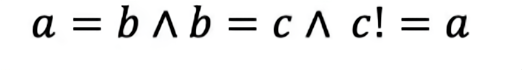 a = b ∧ b = c ∧ c! = a